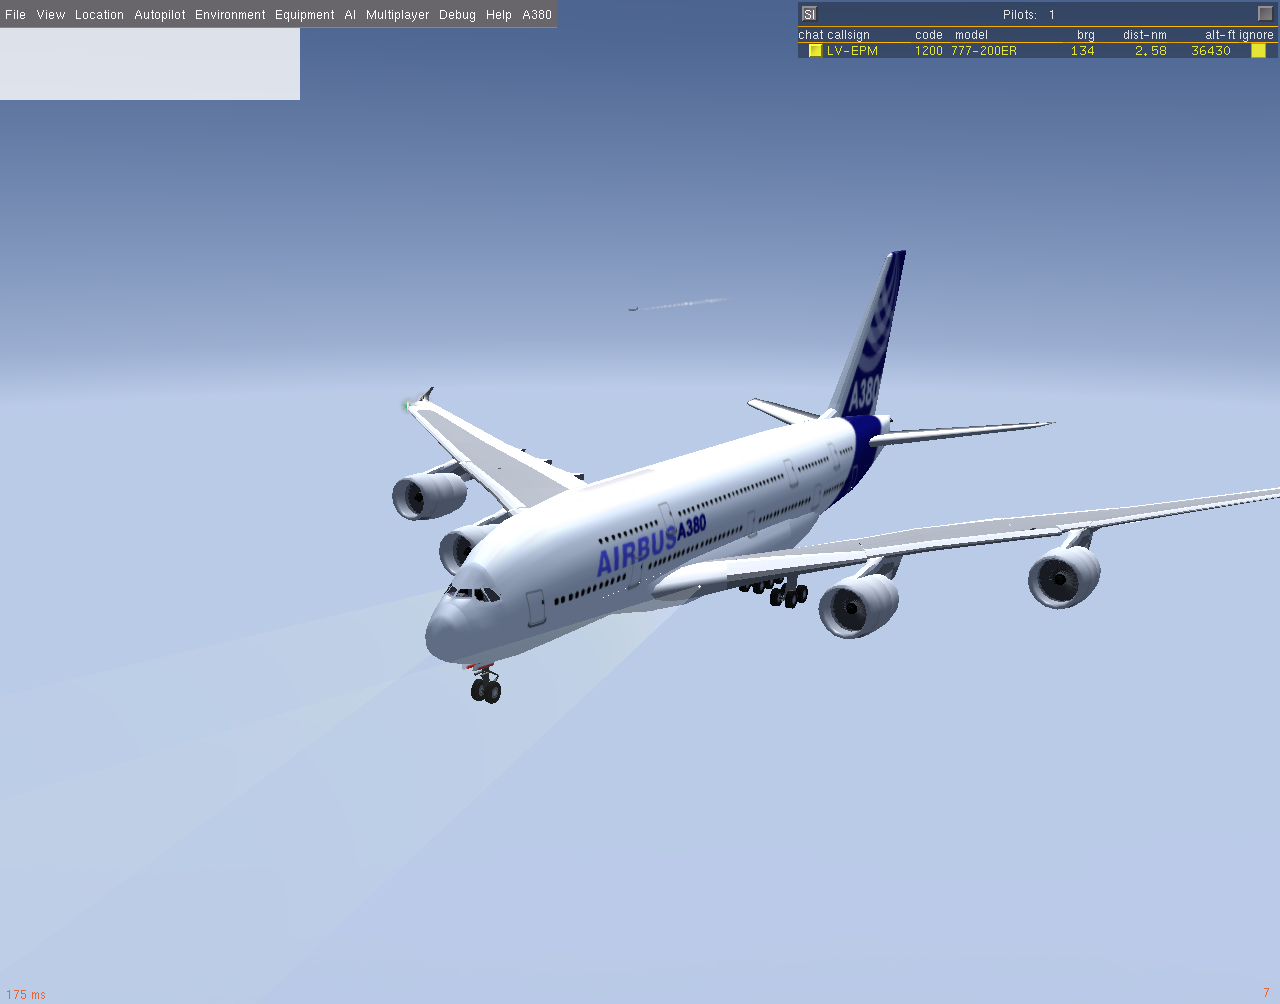 File View Location Autopilot Environment Equipment AI Multiplayer Debug Help A380
SI Pilots: 1
chat callsign code model brg dist-nm alt-ft ignore
LV-EPM 1200 777-200ER 134 2.58 36430
A380
AIRBUS A380
175 ms 7